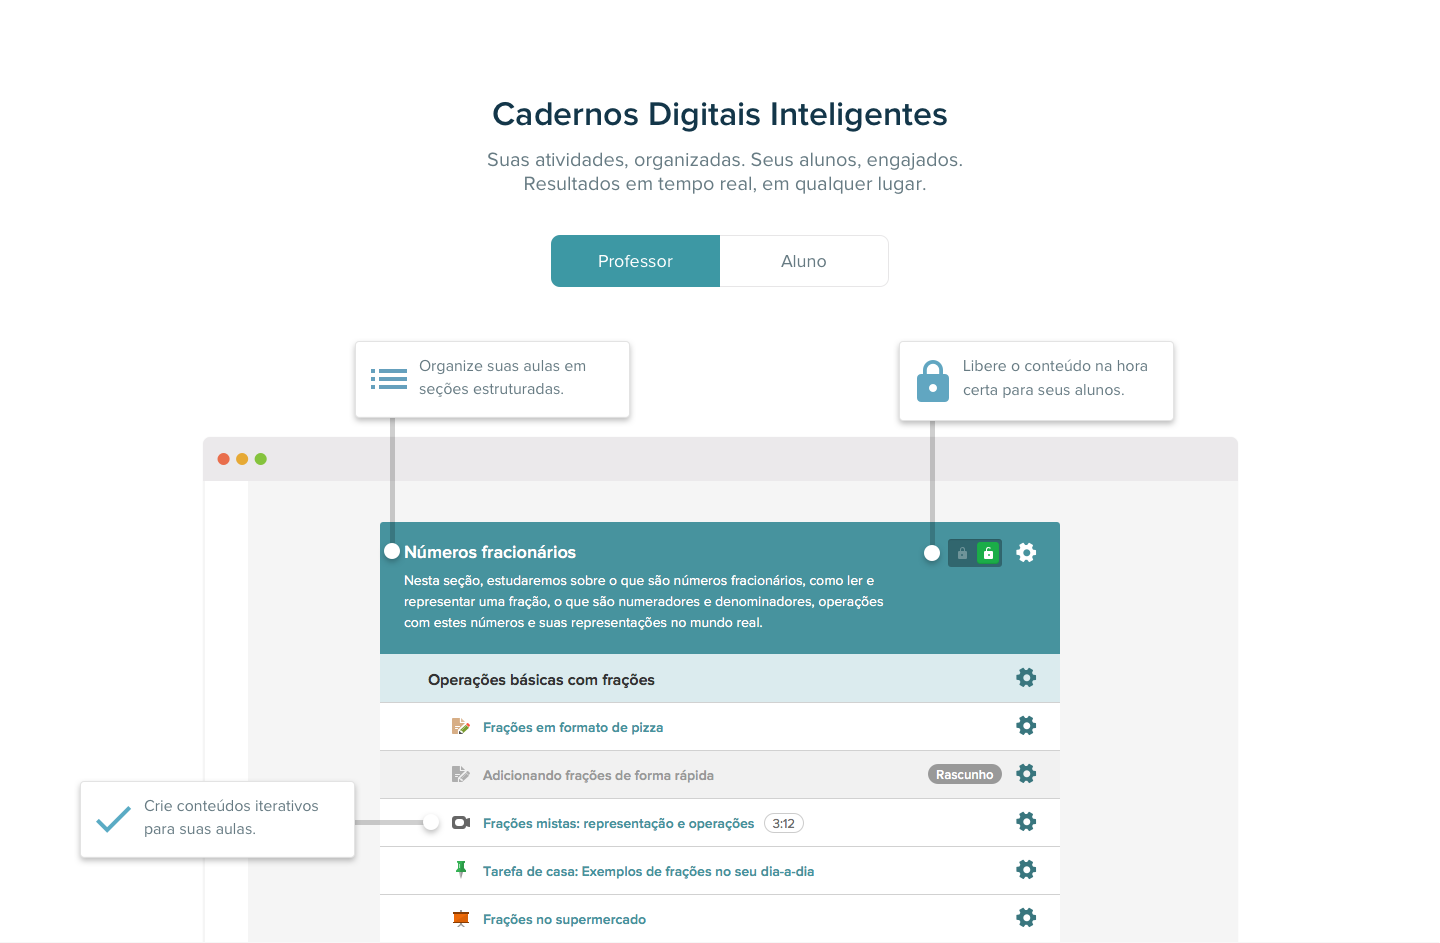 Cadernos Digitais Inteligentes
Suas atividades, organizadas. Seus alunos, engajados.
Resultados em tempo real, em qualquer lugar.
Professor
Aluno
Organize suas aulas em
seções estruturadas.
Libere o conteúdo na hora
certa para seus alunos.
Números fracionários
Nesta seção, estudaremos sobre o que são números fracionários, como ler e
representar uma fração, o que são numeradores e denominadores, operações
com estes números e suas representações no mundo real.
Operações básicas com frações
Frações em formato de pizza
Adicionando frações de forma rápida
Rascunho
Crie conteúdos iterativos
para suas aulas.
Frações mistas: representação e operações
3:12
Tarefa de casa: Exemplos de frações no seu dia-a-dia
Frações no supermercado